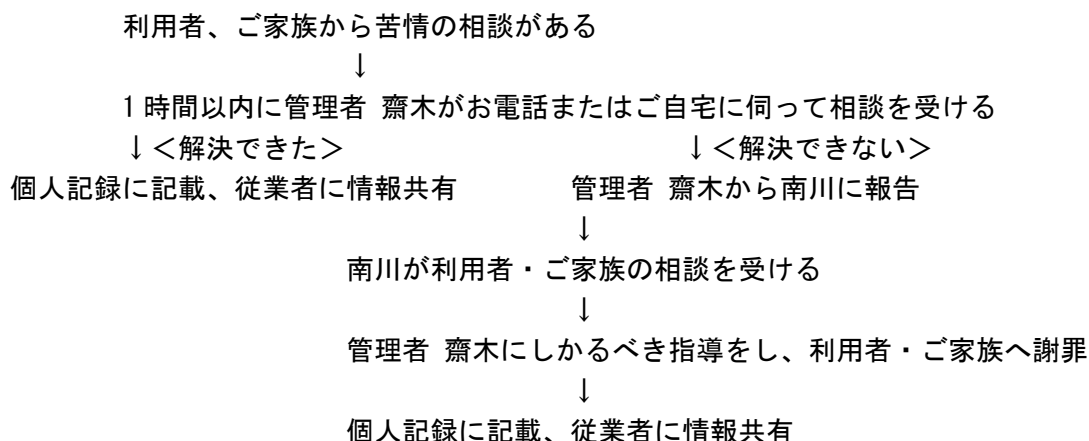 利用者、ご家族から苦情の相談がある
↓
1時間以内に管理者 齋木がお電話またはご自宅に伺って相談を受ける
↓＜解決できた＞ ↓＜解決できない＞
個人記録に記載、従業者に情報共有 管理者 齋木から南川に報告
↓
南川が利用者・ご家族の相談を受ける
↓
管理者 齋木にしかるべき指導をし、利用者・ご家族へ謝罪
↓
個人記録に記載、従業者に情報共有